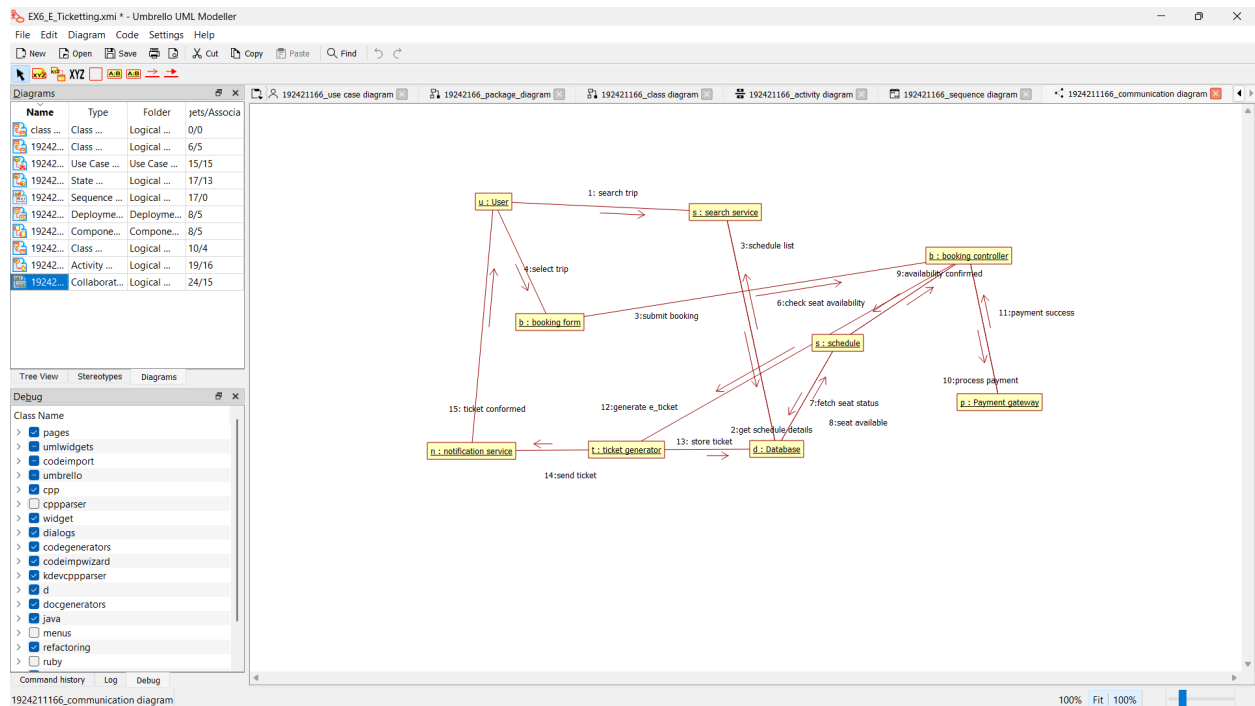 EX6_E_Ticketting.xmi * - Umbrello UML Modeller
File Edit Diagram Code Settings Help
New Open Save Cut Copy Paste Find
XYZ XYZ A:B A:B
Diagrams
192421166_use case diagram 19242166_package_diagram 192421166_dass diagram 192421166_activity diagram 192421166_sequence diagram 1924211166_communication diagram
Name Type Folder jets/Associa
class ... Class ... Logical ... 0/0
19242... Class ... Logical ... 6/5
19242... Use Case ... Use Case ... 15/15
19242... State ... Logical ... 17/13
19242... Sequence ... Logical ... 17/0
19242... Deployme... Deployme... 8/5
19242... Compone... Compone... 8/5
19242... Class ... Logical ... 10/4
19242... Activity ... Logical ... 19/16
19242... Collaborat... Logical ... 24/15
Tree View Stereotypes Diagrams
Debug
Class Name
pages
umlwidgets
codeimport
umbrello
cpp
cppparser
widget
dialogs
codegenerators
codeimpwizard
kdevcppparser
d
docgenerators
java
menus
refactoring
ruby
Command history Log Debug
1924211166_communication diagram
1: search trip
u : User
s : search service
3:schedule list
b : booking controller
4:select trip
9:availability confirmed
6:check seat availability
3:submit booking
11:payment success
b : booking form
s : schedule
10:process payment
15: ticket conformed
12:generate e_ticket
7:fetch seat status
p : Payment gateway
8:seat available
2:get schedule details
13: store ticket
n : notification service
t : ticket generator
d : Database
14:send ticket
100% Fit 100%